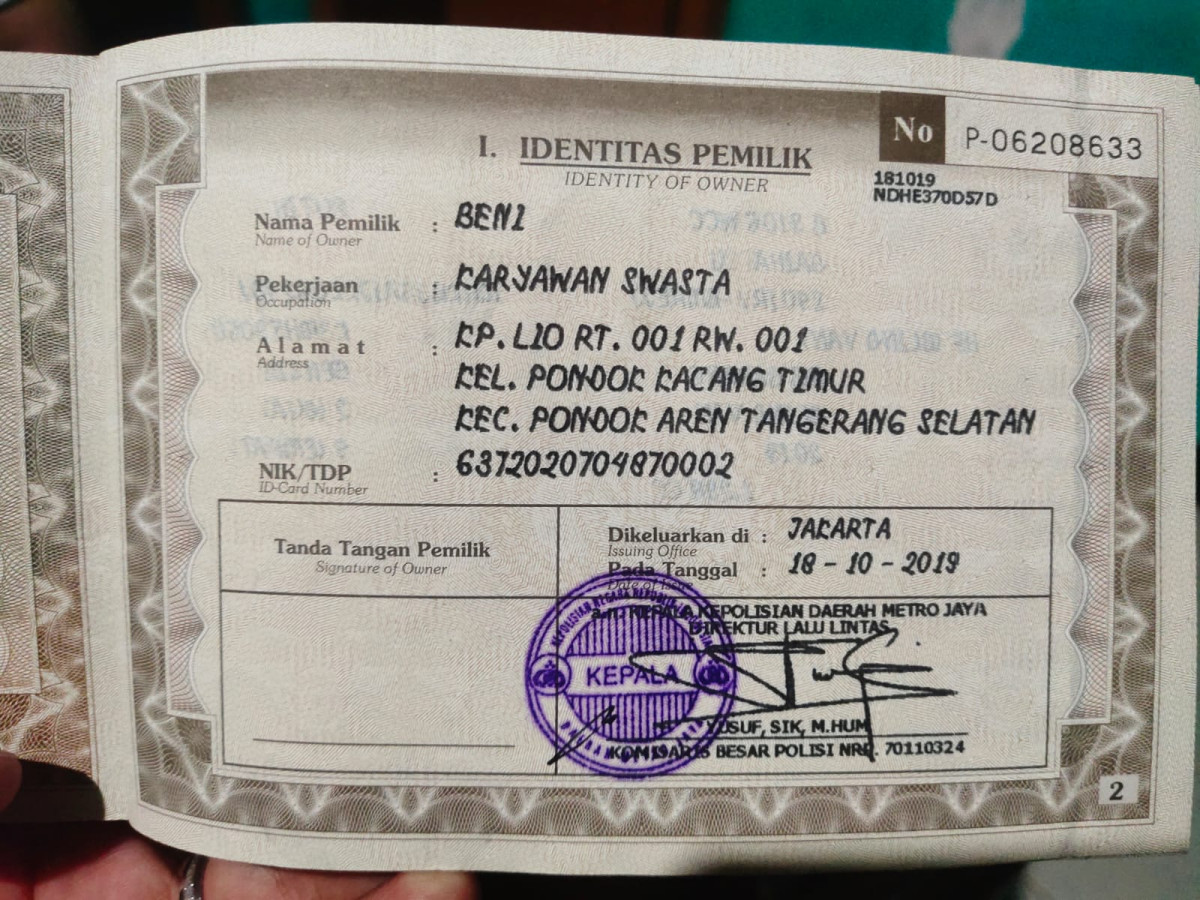 No P-06208633
I. IDENTITAS PEMILIK
IDENTITY OF OWNER
181019
NDHE370D57D
Nama Pemilik : BENI
Name of Owner
Pekerjaan : KARYAWAN SWASTA
Occupation
Alamat : KP. LIO RT. 001 RW. 001
Address
KEL. PONDOK KACANG TIMUR
KEC. PONDOK AREN TANGERANG SELATAN
NIK/TDP : 6372020704870002
ID-Card Number
Tanda Tangan Pemilik
Signature of Owner
Dikeluarkan di : JAKARTA
Issuing Office
Pada Tanggal : 18 - 10 - 2019
Date of Issue
a.n. KEPALA KEPOLISIAN DAERAH METRO JAYA
DIREKTUR LALU LINTAS
KEPALA
YUSUF, SIK, M.HUM
KOMISARIS BESAR POLISI NRP. 70110324
2